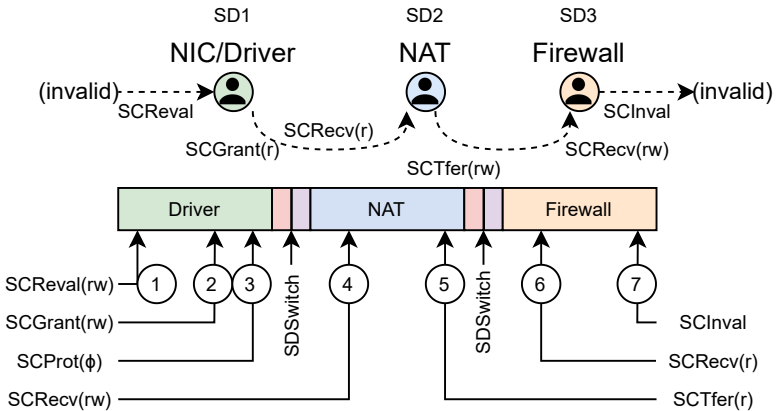 SD1 SD2 SD3
NIC/Driver NAT Firewall
(invalid) (invalid)
SCReval SCInval
SCGrant(r) SCRecv(r) SCRecv(rw)
SCTfer(rw)
Driver NAT Firewall
SCReval(rw) 1 2 3 SDSwitch 4 5 SDSwitch 6 7
SCGrant(rw) SCInval
SCProt(ϕ) SCRecv(r)
SCRecv(rw) SCTfer(r)